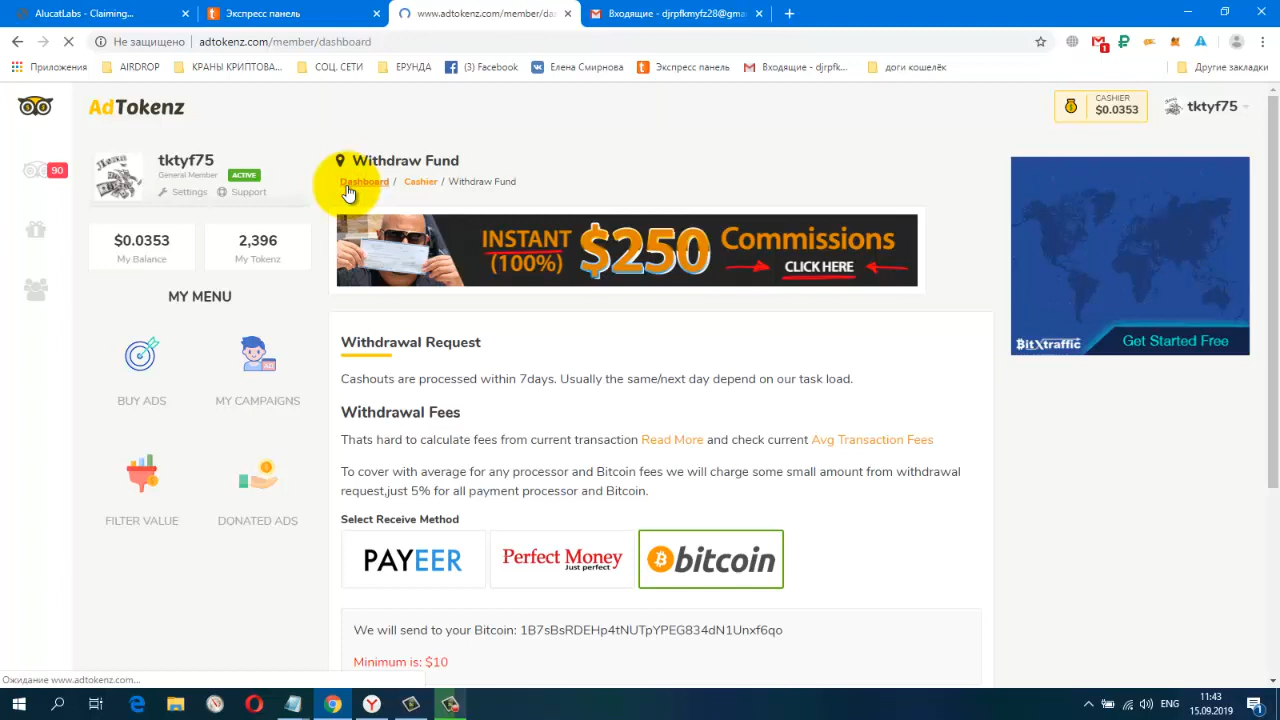 AlucatLabs - Claiming...
Экспресс панель
www.adtokenz.com/member/da
Входящие - djrpfkmyfz28@gma
Не защищено
adtokenz.com/member/dashboard
1
Приложения
AIRDROP
КРАНЫ КРИПТОВА...
СОЦ. СЕТИ
ЕРУНДА
(3) Facebook
Елена Смирнова
Экспресс панель
Входящие - djrpfk...
доги кошелёк
Другие закладки
AdTokenz
CASHIER
$0.0353
tktyf75
90
tktyf75
General Member
ACTIVE
Settings
Support
$0.0353
My Balance
2,396
My Tokenz
MY MENU
BUY ADS
MY CAMPAIGNS
FILTER VALUE
DONATED ADS
Withdraw Fund
Dashboard / Cashier / Withdraw Fund
INSTANT
(100%)
$250
Commissions
CLICK HERE
Withdrawal Request
Cashouts are processed within 7days. Usually the same/next day depend on our task load.
Withdrawal Fees
Thats hard to calculate fees from current transaction Read More and check current Avg Transaction Fees
To cover with average for any processor and Bitcoin fees we will charge some small amount from withdrawal
request,just 5% for all payment processor and Bitcoin.
Select Receive Method
PAYEER
Perfect Money
Just perfect
bitcoin
We will send to your Bitcoin: 1B7sBsRDEHp4tNUTpYPEG834dN1Unxf6qo
Minimum is: $10
BitXtraffic
Get Started Free
Ожидание www.adtokenz.com...
ENG
11:43
15.09.2019
1